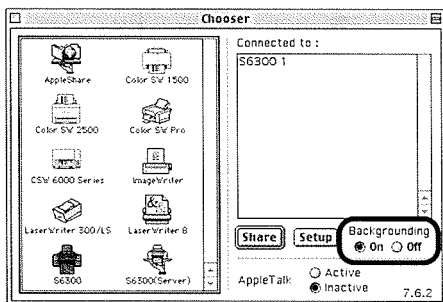 Chooser
AppleShare
Color SW 1500
Color SW 2500
Color SW Pro
CSW 6000 Series
ImageWriter
LaserWriter 300/LS
LaserWriter 8
S6300
S6300(Server)
Connected to :
S6300 1
Share
Setup
Backgrounding
On
Off
AppleTalk
Active
Inactive
7.6.2